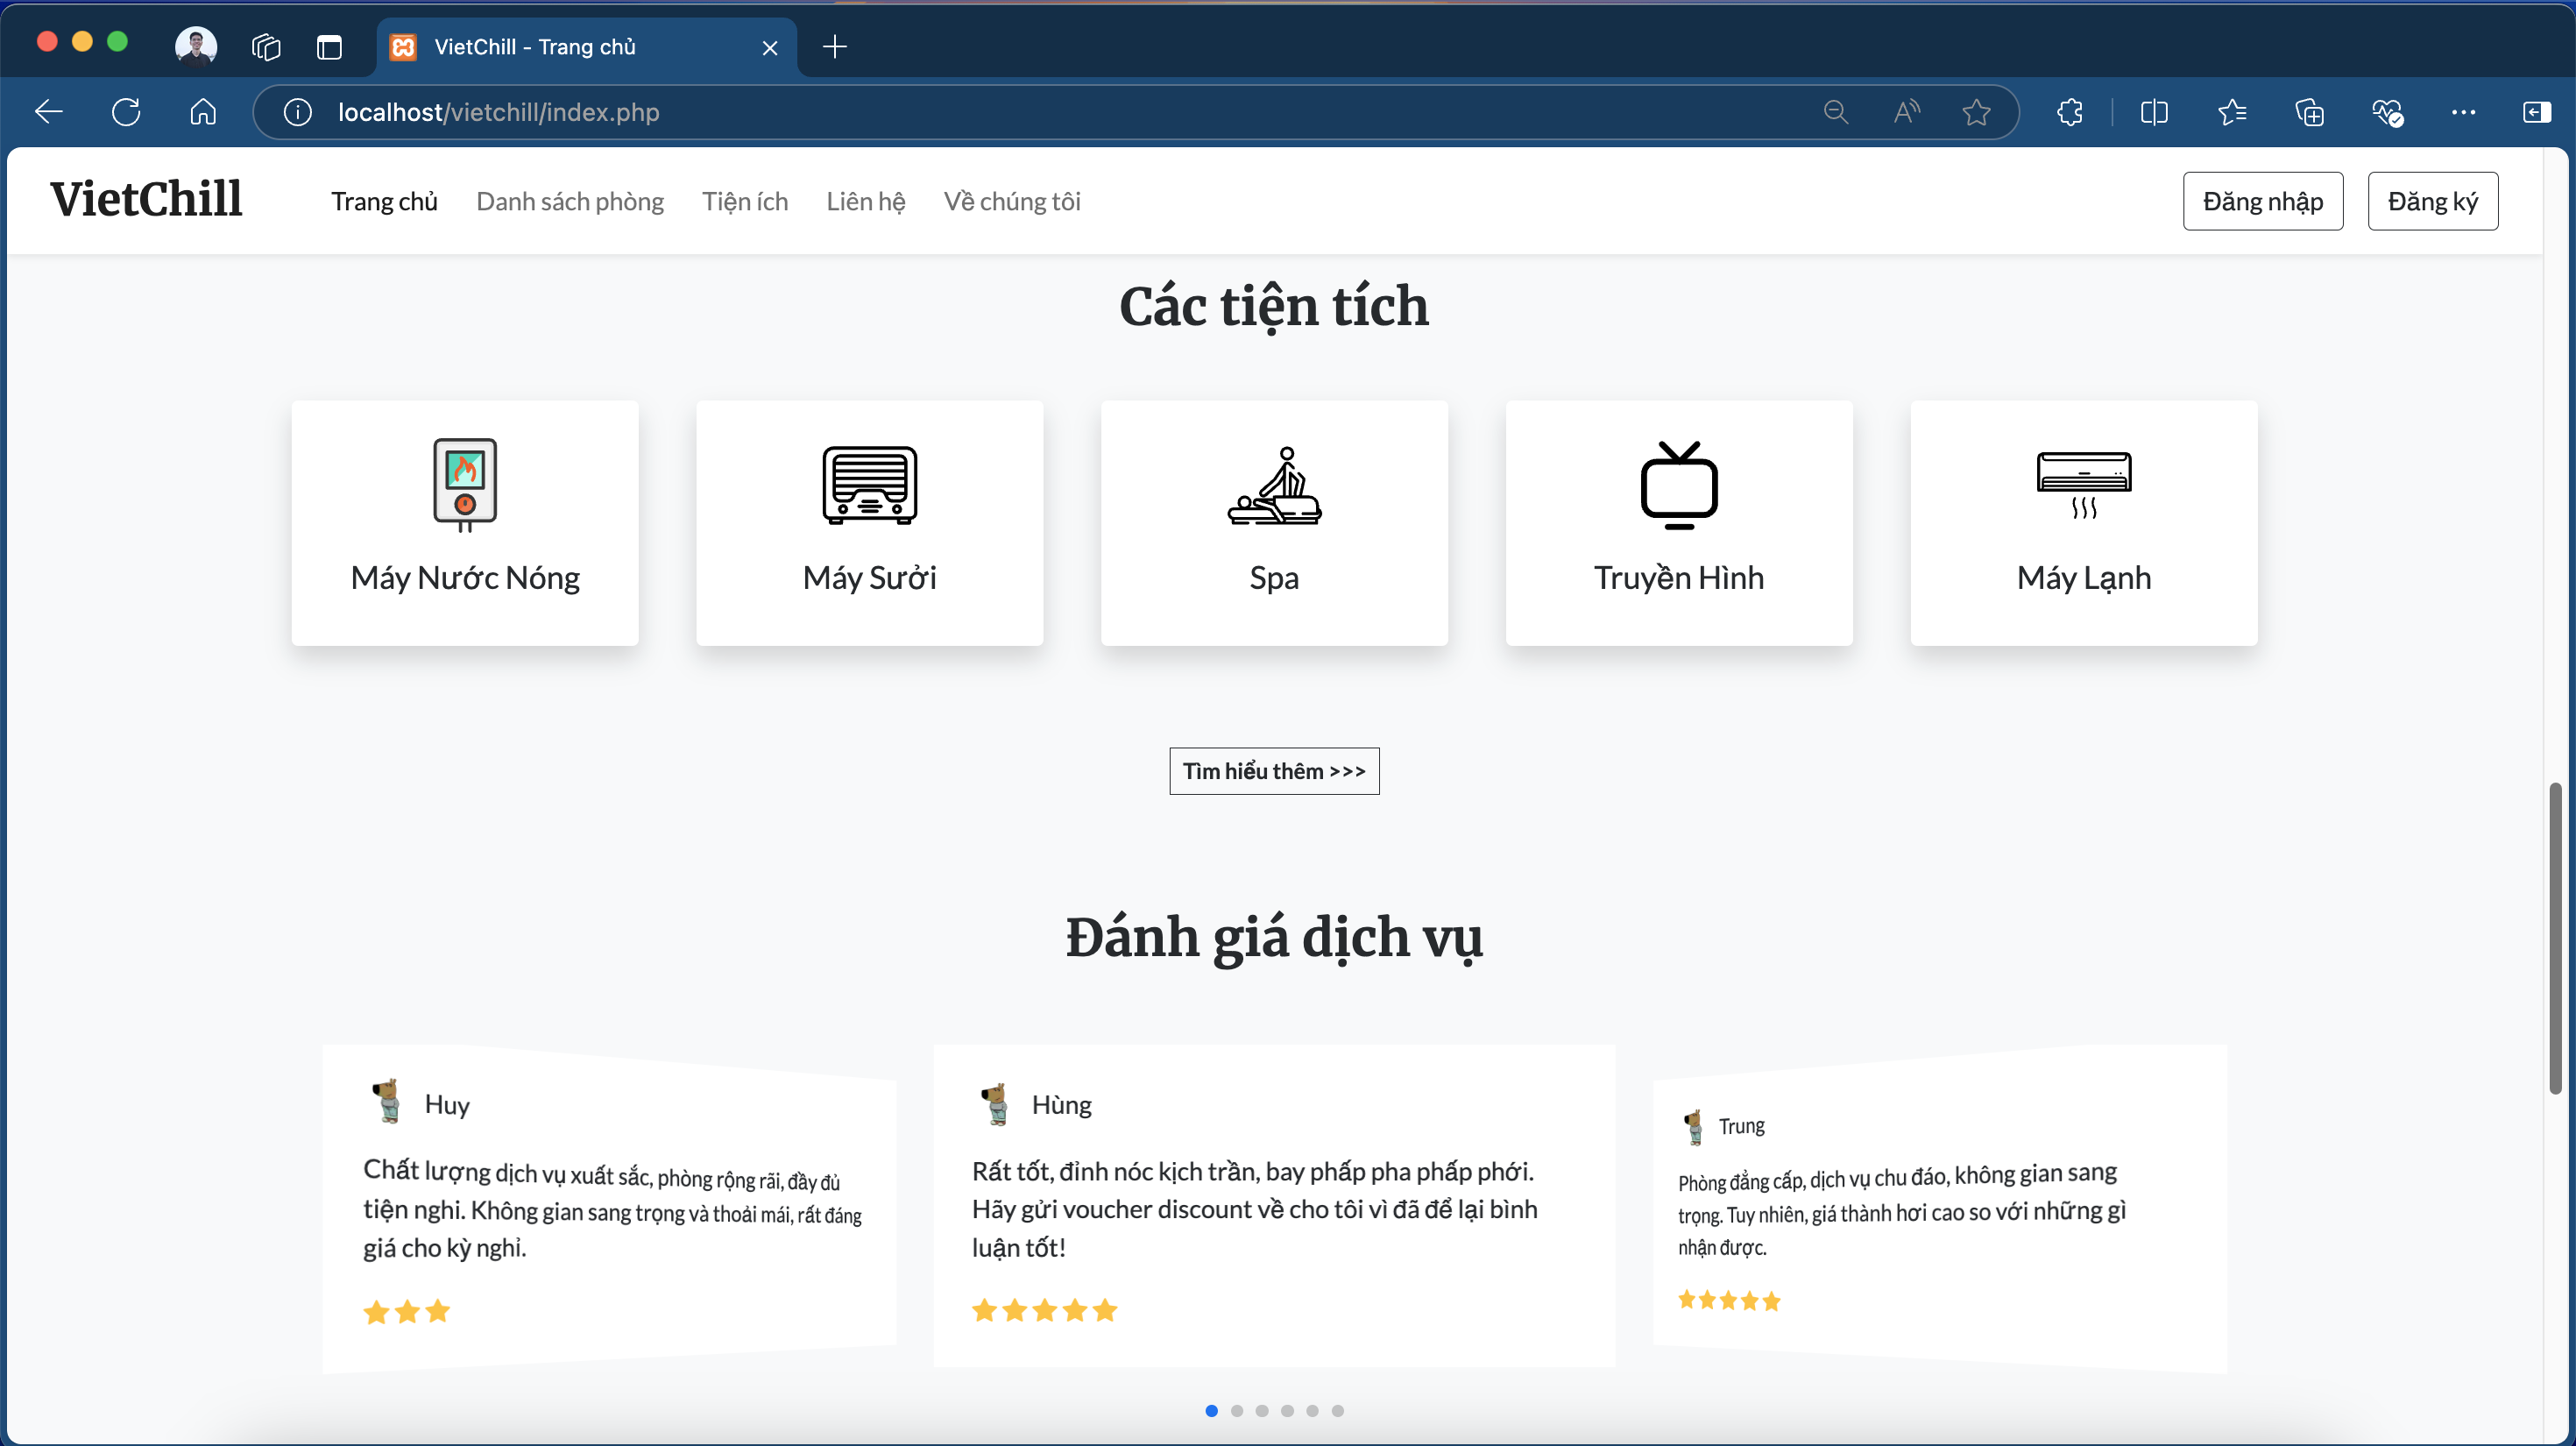 VietChill - Trang chủ
localhost/vietchill/index.php
VietChill Trang chủ Danh sách phòng Tiện ích Liên hệ Về chúng tôi Đăng nhập Đăng ký
Các tiện tích
Máy Nước Nóng
Máy Sưởi
Spa
Truyền Hình
Máy Lạnh
Tìm hiểu thêm >>>
Đánh giá dịch vụ
Huy
Chất lượng dịch vụ xuất sắc, phòng rộng rãi, đầy đủ
tiện nghi. Không gian sang trọng và thoải mái, rất đáng
giá cho kỳ nghỉ.
Hùng
Rất tốt, đỉnh nóc kịch trần, bay phấp pha phấp phới.
Hãy gửi voucher discount về cho tôi vì đã để lại bình
luận tốt!
Trung
Phòng đẳng cấp, dịch vụ chu đáo, không gian sang
trọng. Tuy nhiên, giá thành hơi cao so với những gì
nhận được.